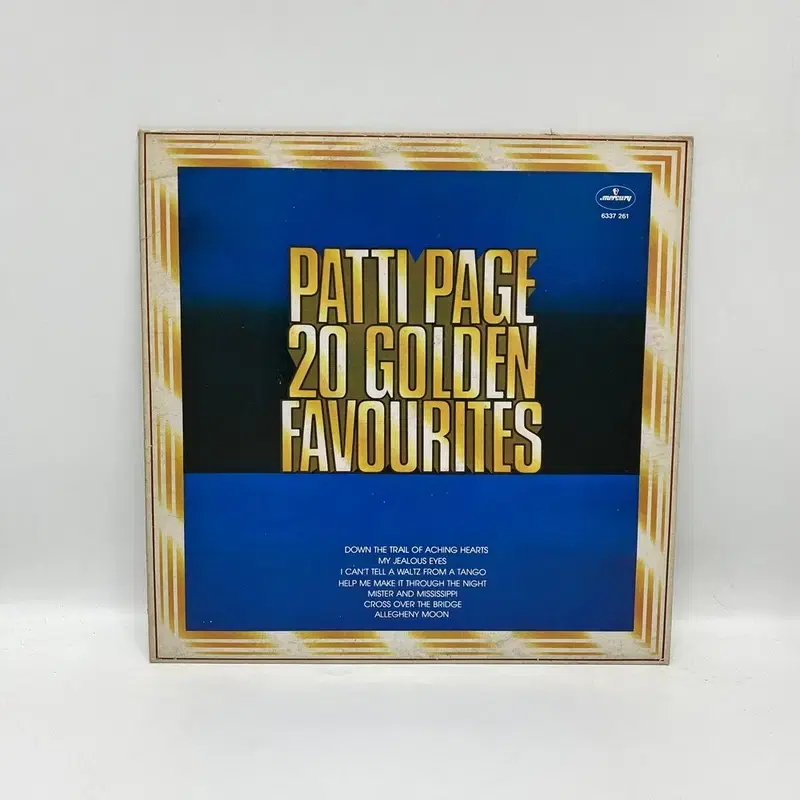 mercury
6337 261
PATTI PAGE
20 GOLDEN
FAVOURITES
DOWN THE TRAIL OF ACHING HEARTS
MY JEALOUS EYES
I CAN'T TELL A WALTZ FROM A TANGO
HELP ME MAKE IT THROUGH THE NIGHT
MISTER AND MISSISSIPPI
CROSS OVER THE BRIDGE
ALLEGHENY MOON